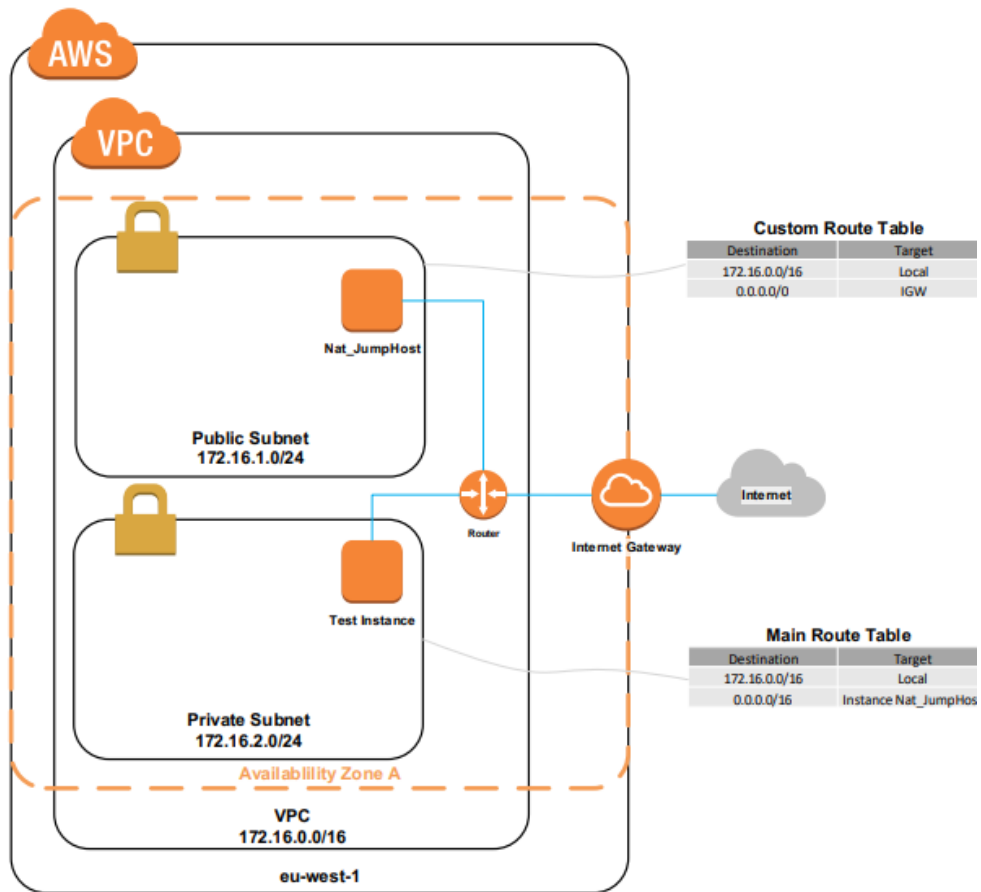 AWS
VPC
Custom Route Table
Destination Target
172.16.0.0/16 Local
0.0.0.0/0 IGW
Nat_JumpHost
Public Subnet
172.16.1.0/24
Internet
Router
Internet Gateway
Test Instance
Main Route Table
Destination Target
172.16.0.0/16 Local
0.0.0.0/16 Instance Nat_JumpHos
Private Subnet
172.16.2.0/24
Availablility Zone A
VPC
172.16.0.0/16
eu-west-1